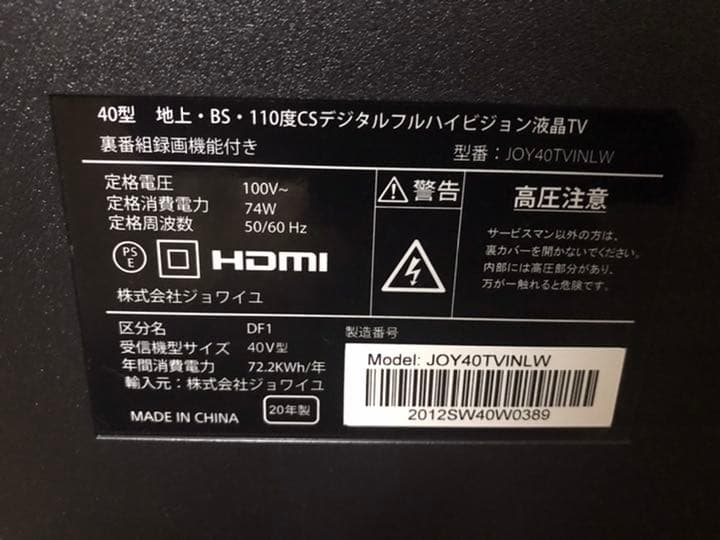 40型 地上・BS・110度CSデジタルフルハイビジョン液晶TV
裏番組録画機能付き
型番：JOY40TVINLW
定格電圧 100V~
定格消費電力 74W
定格周波数 50/60 Hz
PS
E
HDMI
株式会社ジョワイユ
警告
高圧注意
サービスマン以外の方は、
裏カバーを開かないでください。
内部には高圧部分があり、
万が一触れると危険です。
区分名 DF1
受信機型サイズ 40V型
年間消費電力 72.2KWh/年
輸入元：株式会社ジョワイユ
MADE IN CHINA
20年製
製造番号
Model: JOY40TVINLW
2012SW40W0389